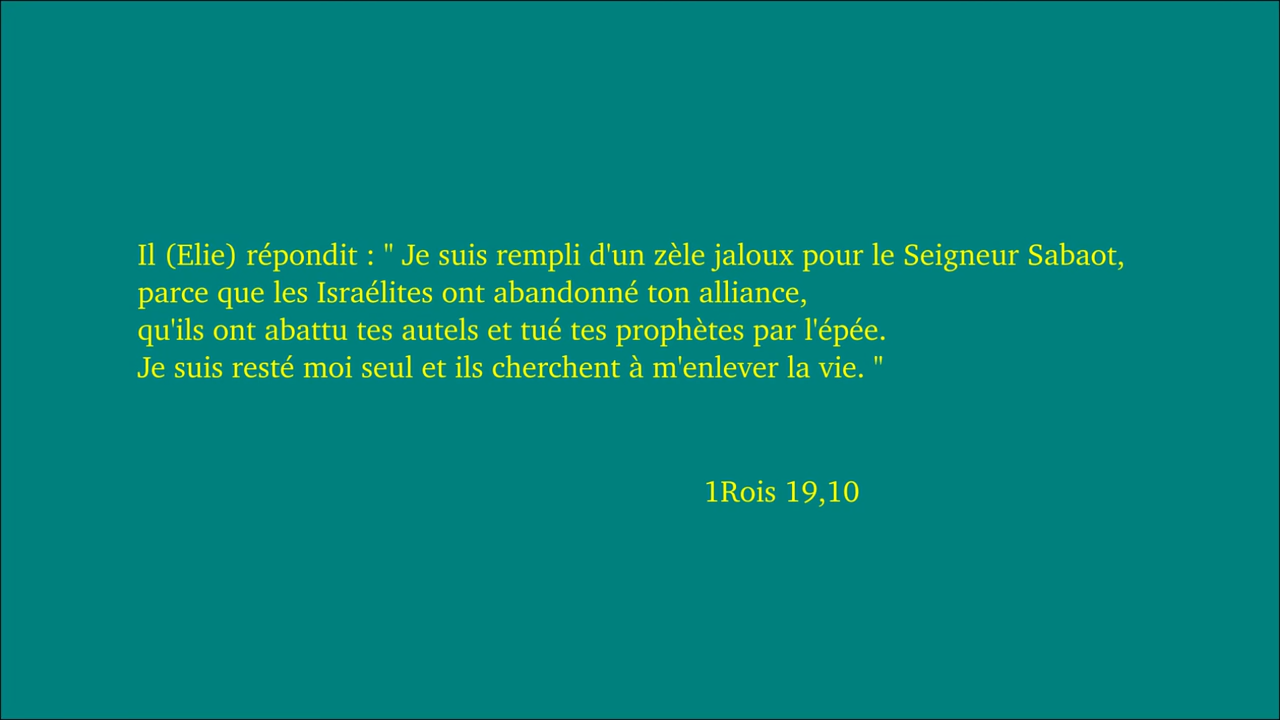 Il (Elie) répondit : " Je suis rempli d'un zèle jaloux pour le Seigneur Sabaot,
parce que les Israélites ont abandonné ton alliance,
qu'ils ont abattu tes autels et tué tes prophètes par l'épée.
Je suis resté moi seul et ils cherchent à m'enlever la vie. "
1Rois 19,10